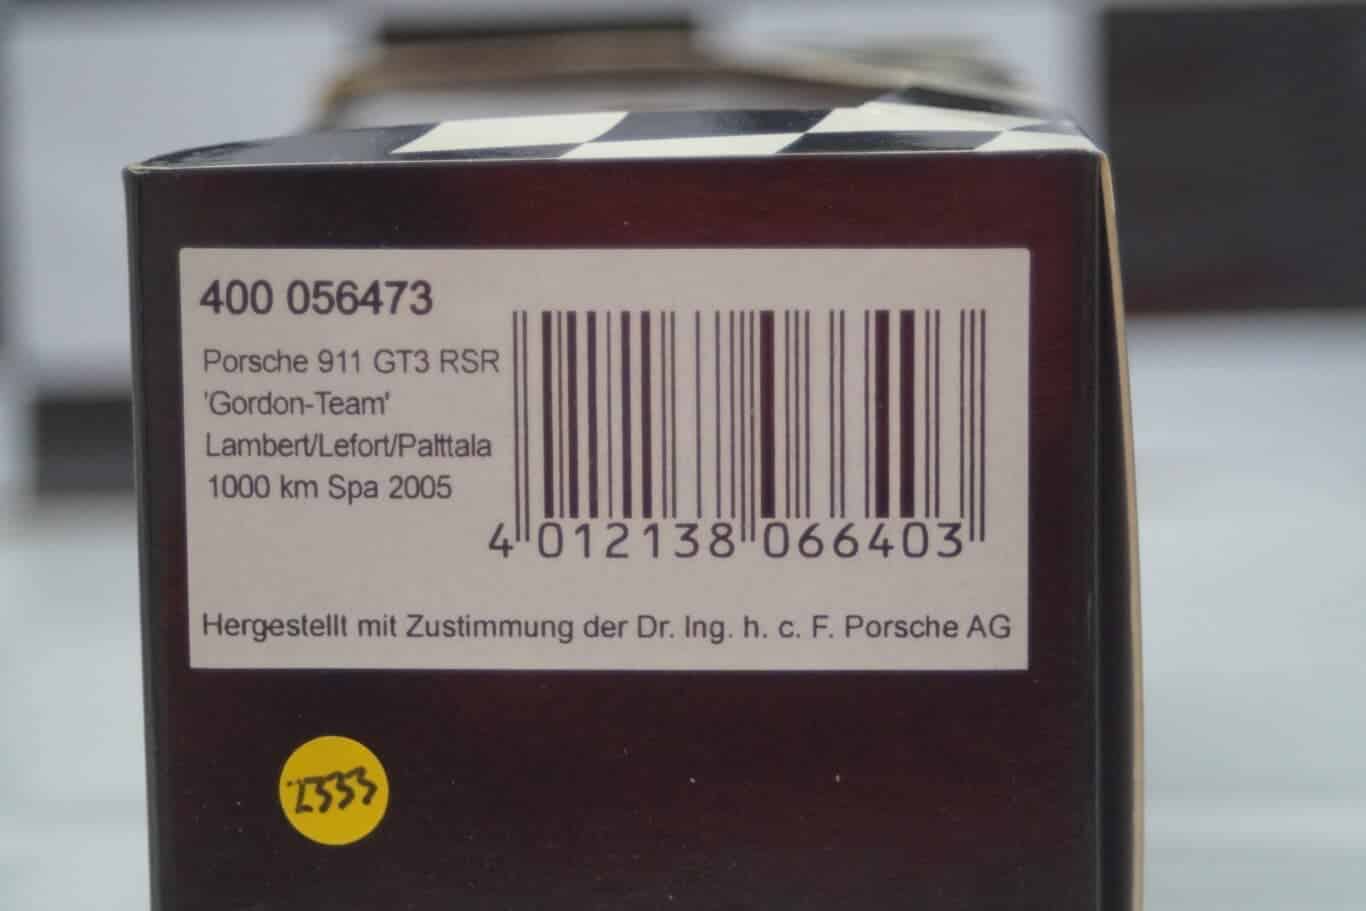 400 056473
Porsche 911 GT3 RSR
'Gordon-Team'
Lambert/Lefort/Palttala
1000 km Spa 2005
4 012138 066403
Hergestellt mit Zustimmung der Dr. Ing. h. c. F. Porsche AG
2333